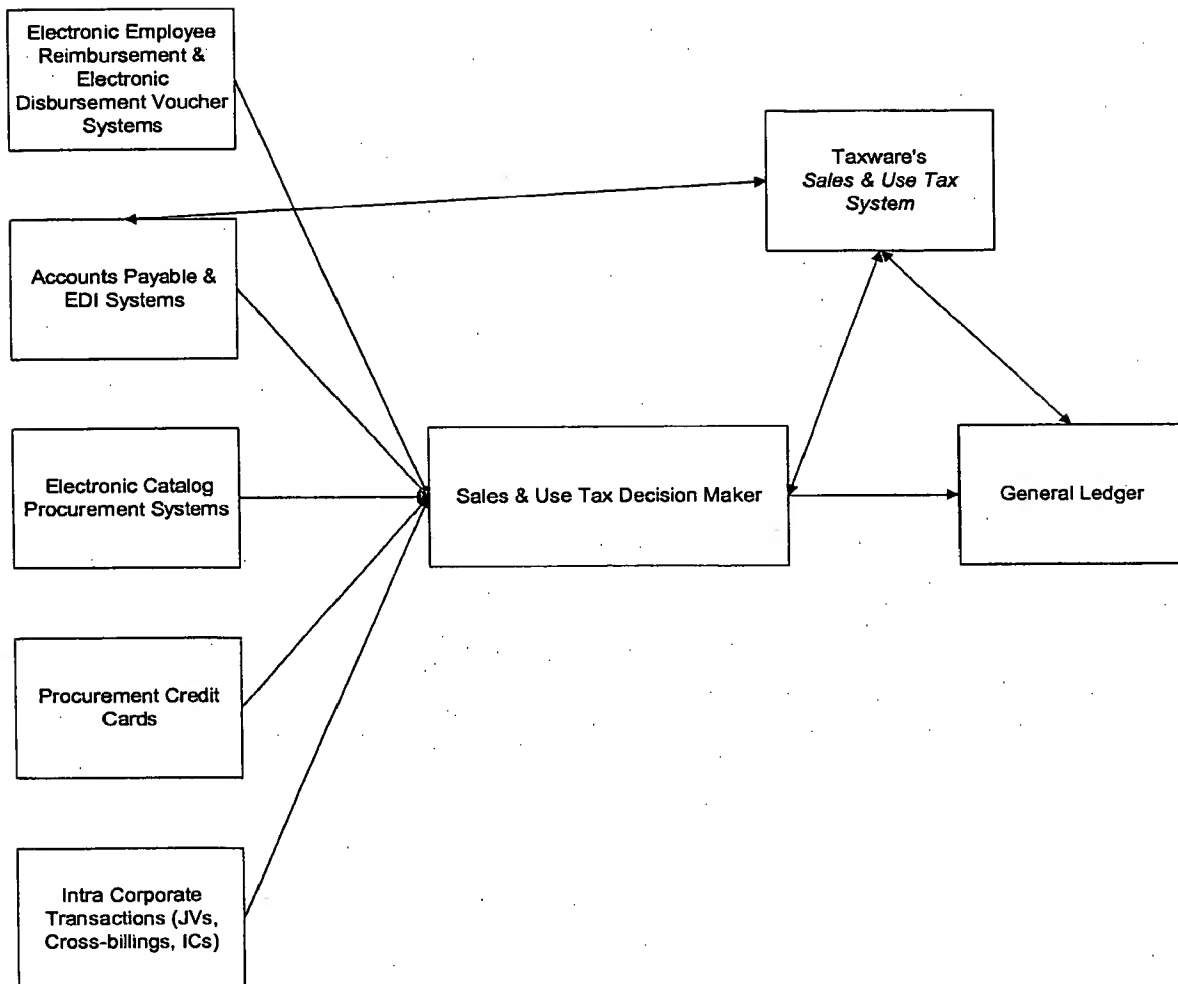 Electronic Employee
Reimbursement &
Electronic
Disbursement Voucher
Systems
Taxware's
Sales & Use Tax
System
Accounts Payable &
EDI Systems
Electronic Catalog
Procurement Systems
Sales & Use Tax Decision Maker
General Ledger
Procurement Credit
Cards
Intra Corporate
Transactions (JVs,
Cross-billings, ICs)